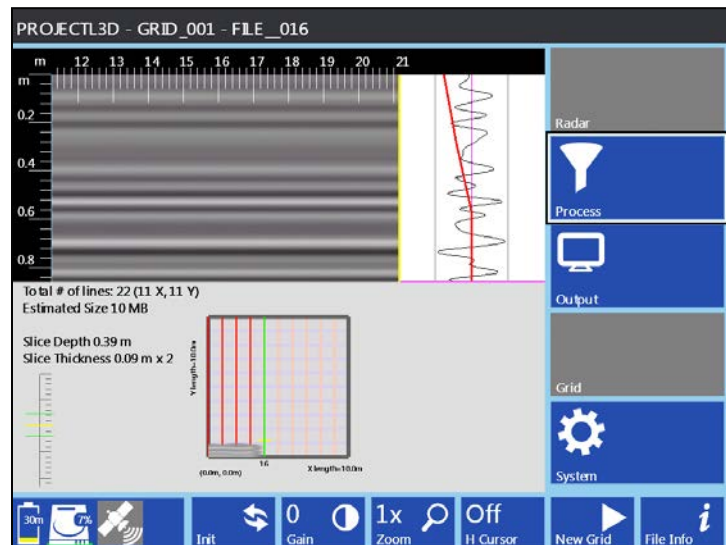 PROJECTL3D - GRID_001 - FILE__016
m 12 13 14 15 16 17 18 19 20 21
m
0.2
0.4
0.6
0.8
Radar
Process
Output
Grid
System
Total # of lines: 22 (11 X, 11 Y)
Estimated Size 10 MB
Slice Depth 0.39 m
Slice Thickness 0.09 m x 2
Y length=10.0m
(0.0m, 0.0m)
16
X length=10.0m
30m
7%
Init
0
Gain
1x
Zoom
Off
H Cursor
New Grid
i
File Info